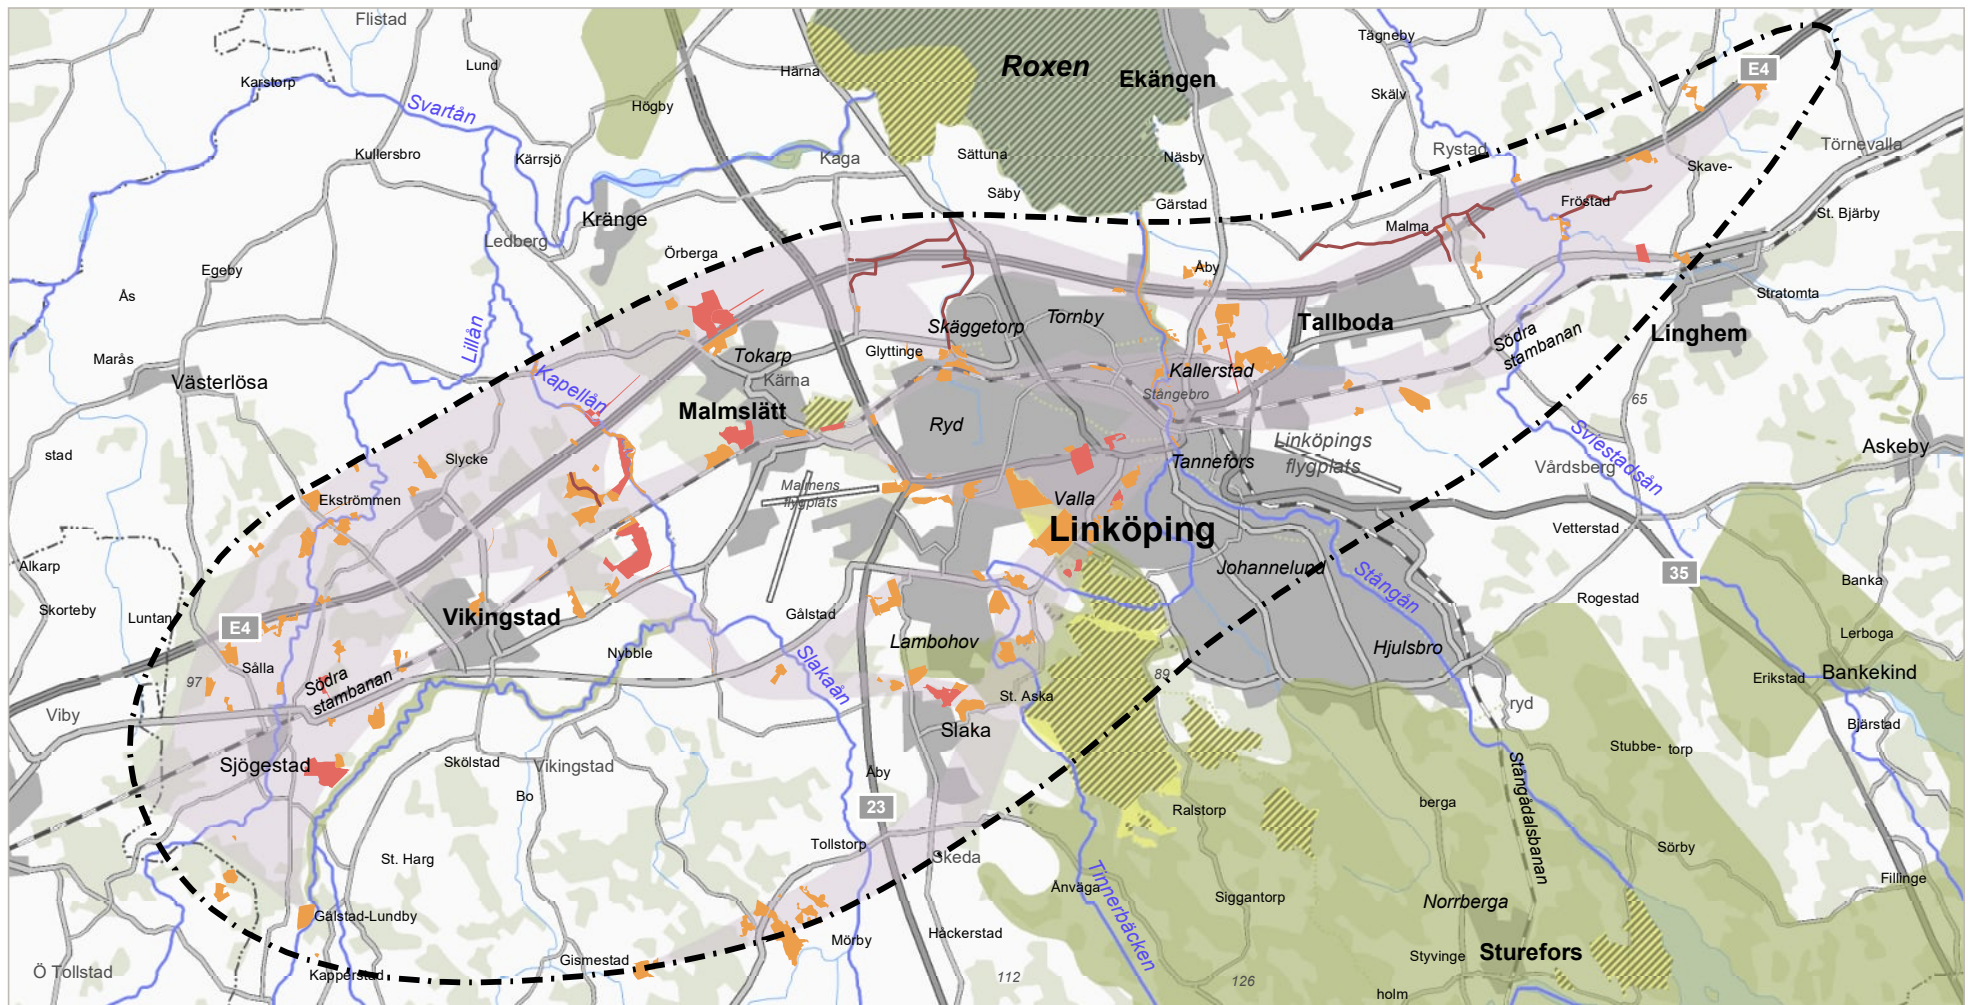 Flistad
Tågneby
Lund
Roxen
Härna
Ekängen
E4
Karstorp
Svartån
Högby
Skälv
Kullersbro
Kärrsjö
Kaga
Sättuna
Näsby
Rystad
Törnevalla
Skave-
Säby
Gärstad
Fröstad
Kränge
St. Bjärby
Ledberg
Örberga
Malma
Egeby
Åby
Ås
Stratomta
Lillån
Skäggetorp
Tornby
Tallboda
Linghem
Södra
stambanan
Marås
Västerlösa
Tokarp
Glyttinge
Kärna
Kallerstad
Kapellån
Stångebro
65
Malmslätt
Ryd
Sviestadsån
Linköpings
flygplats
Askeby
stad
Slycke
Tannefors
Vårdsberg
Ekströmmen
Malmens
flygplats
Valla
Linköping
Vetterstad
Alkarp
Johannelund
Stångån
35
Banka
Skorteby
Luntan
Vikingstad
Gålstad
Rogestad
E4
Lambohov
Hjulsbro
Lerboga
Sålla
Nybble
Slakaån
97
Södra
stambanan
89
Erikstad
Bankekind
St. Aska
ryd
Viby
Slaka
Bjärstad
Stubbe-
torp
Sjögestad
Skölstad
Vikingstad
Åby
Stångådalsbanan
Bo
23
Ralstorp
berga
Tollstorp
Sörby
St. Harg
Skeda
Ånväga
Tinnerbäcken
Siggantorp
Norrberga
Fillinge
Gälstad-Lundby
Mörby
Häckerstad
Gismestad
Styvinge
Sturefors
Ö Tollstad
Kapperstad
112
126
holm